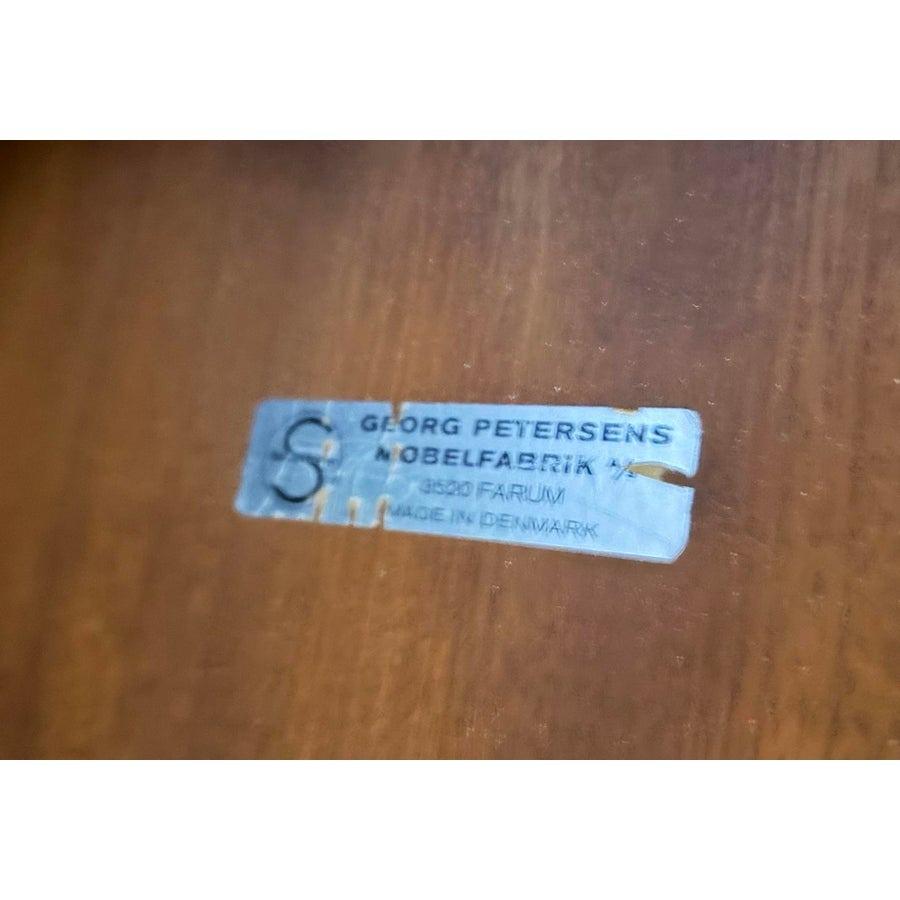 S
GEORG PETERSENS
MØBELFABRIK A/S
3520 FARUM
MADE IN DENMARK